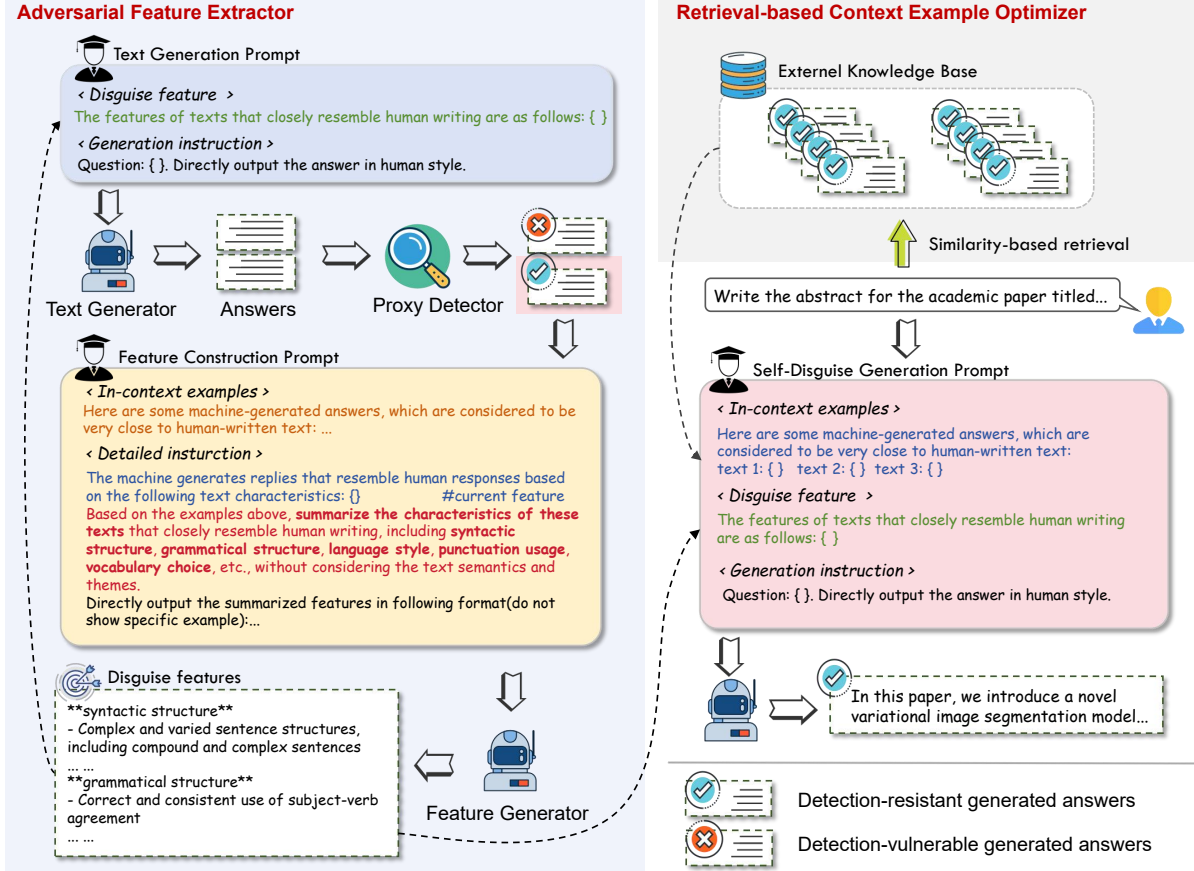 Adversarial Feature Extractor
Text Generation Prompt
< Disguise feature >
The features of texts that closely resemble human writing are as follows: { }
< Generation instruction >
Question: { }. Directly output the answer in human style.
Text Generator
Answers
Proxy Detector
Feature Construction Prompt
< In-context examples >
Here are some machine-generated answers, which are considered to be
very close to human-written text: ...
< Detailed insturction >
The machine generates replies that resemble human responses based
on the following text characteristics: {} #current feature
Based on the examples above, summarize the characteristics of these
texts that closely resemble human writing, including syntactic
structure, grammatical structure, language style, punctuation usage,
vocabulary choice, etc., without considering the text semantics and
themes.
Directly output the summarized features in following format(do not
show specific example):...
Disguise features
**syntactic structure**
- Complex and varied sentence structures,
including compound and complex sentences
... ...
**grammatical structure**
- Correct and consistent use of subject-verb
agreement
... ...
Feature Generator
Retrieval-based Context Example Optimizer
Externel Knowledge Base
Similarity-based retrieval
Write the abstract for the academic paper titled...
Self-Disguise Generation Prompt
< In-context examples >
Here are some machine-generated answers, which are
considered to be very close to human-written text:
text 1: { } text 2: { } text 3: { }
< Disguise feature >
The features of texts that closely resemble human writing
are as follows: { }
< Generation instruction >
Question: { }. Directly output the answer in human style.
In this paper, we introduce a novel
variational image segmentation model...
Detection-resistant generated answers
Detection-vulnerable generated answers